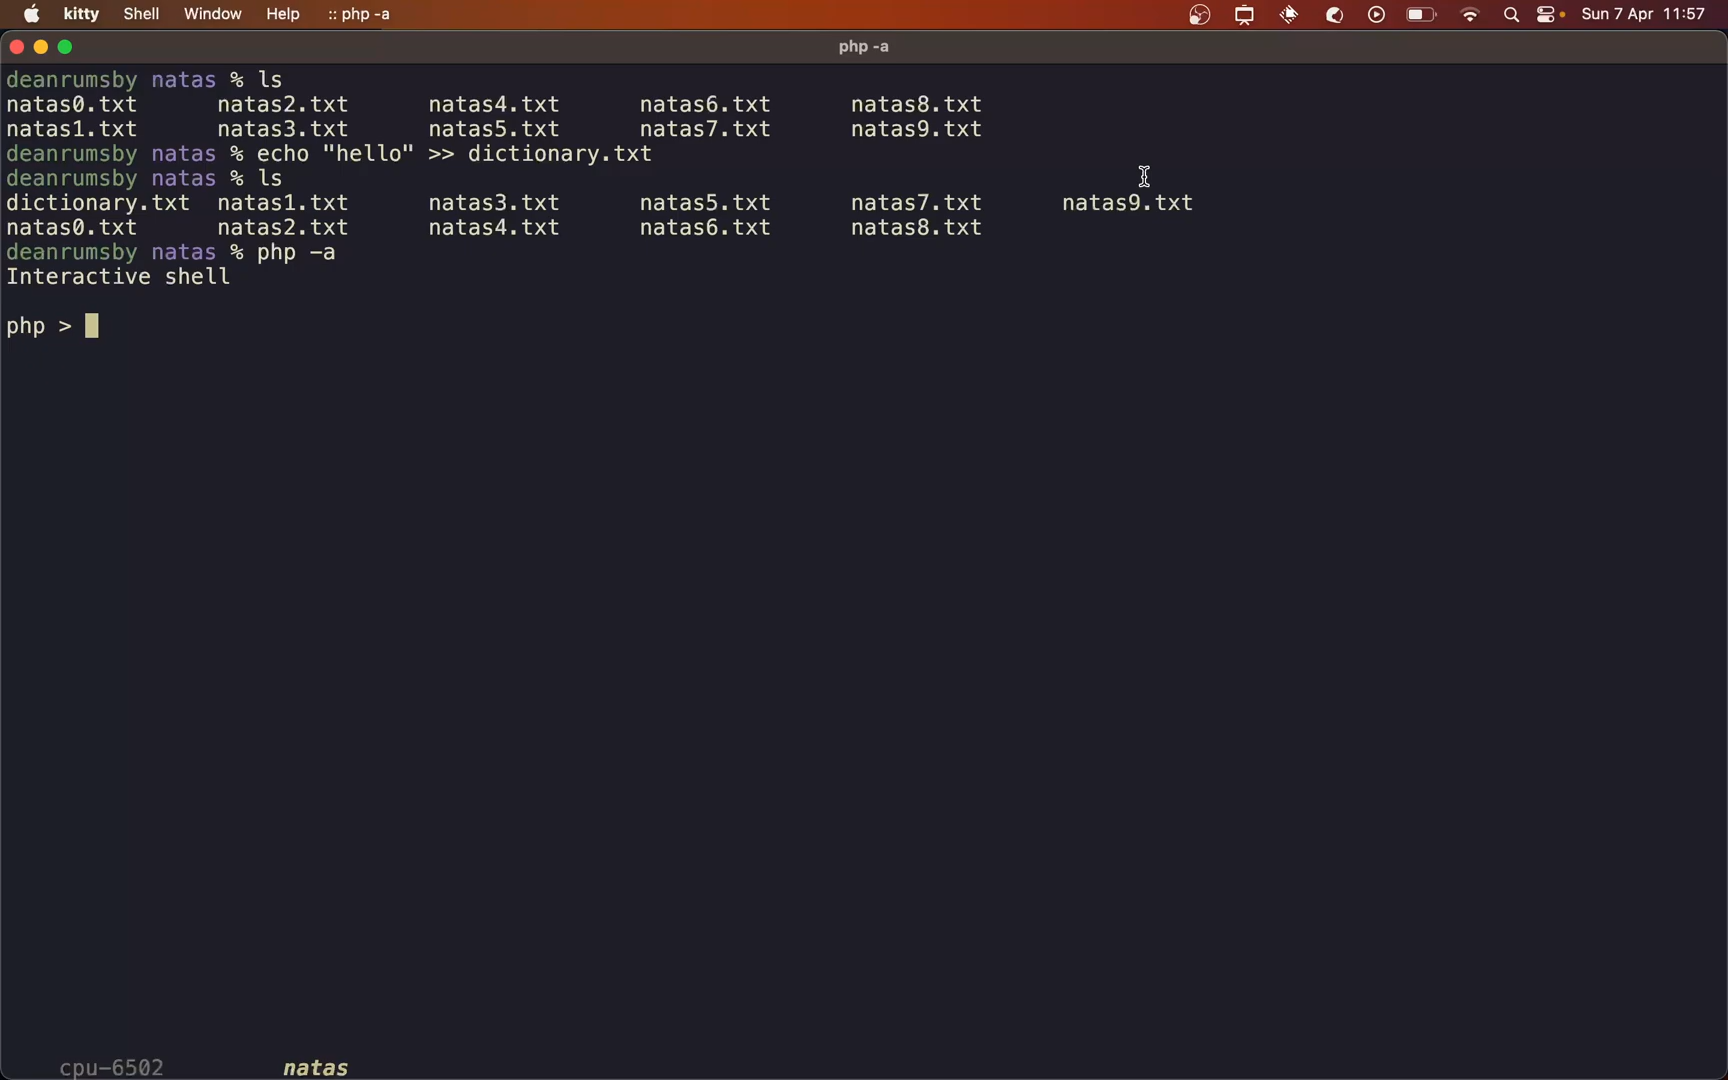 kitty Shell Window Help :: php -a Sun 7 Apr 11:57
php -a
deanrumsby natas % ls
natas0.txt natas2.txt natas4.txt natas6.txt natas8.txt
natas1.txt natas3.txt natas5.txt natas7.txt natas9.txt
deanrumsby natas % echo "hello" >> dictionary.txt
deanrumsby natas % ls
dictionary.txt natas1.txt natas3.txt natas5.txt natas7.txt natas9.txt
natas0.txt natas2.txt natas4.txt natas6.txt natas8.txt
deanrumsby natas % php -a
Interactive shell
php >
cpu-6502 natas